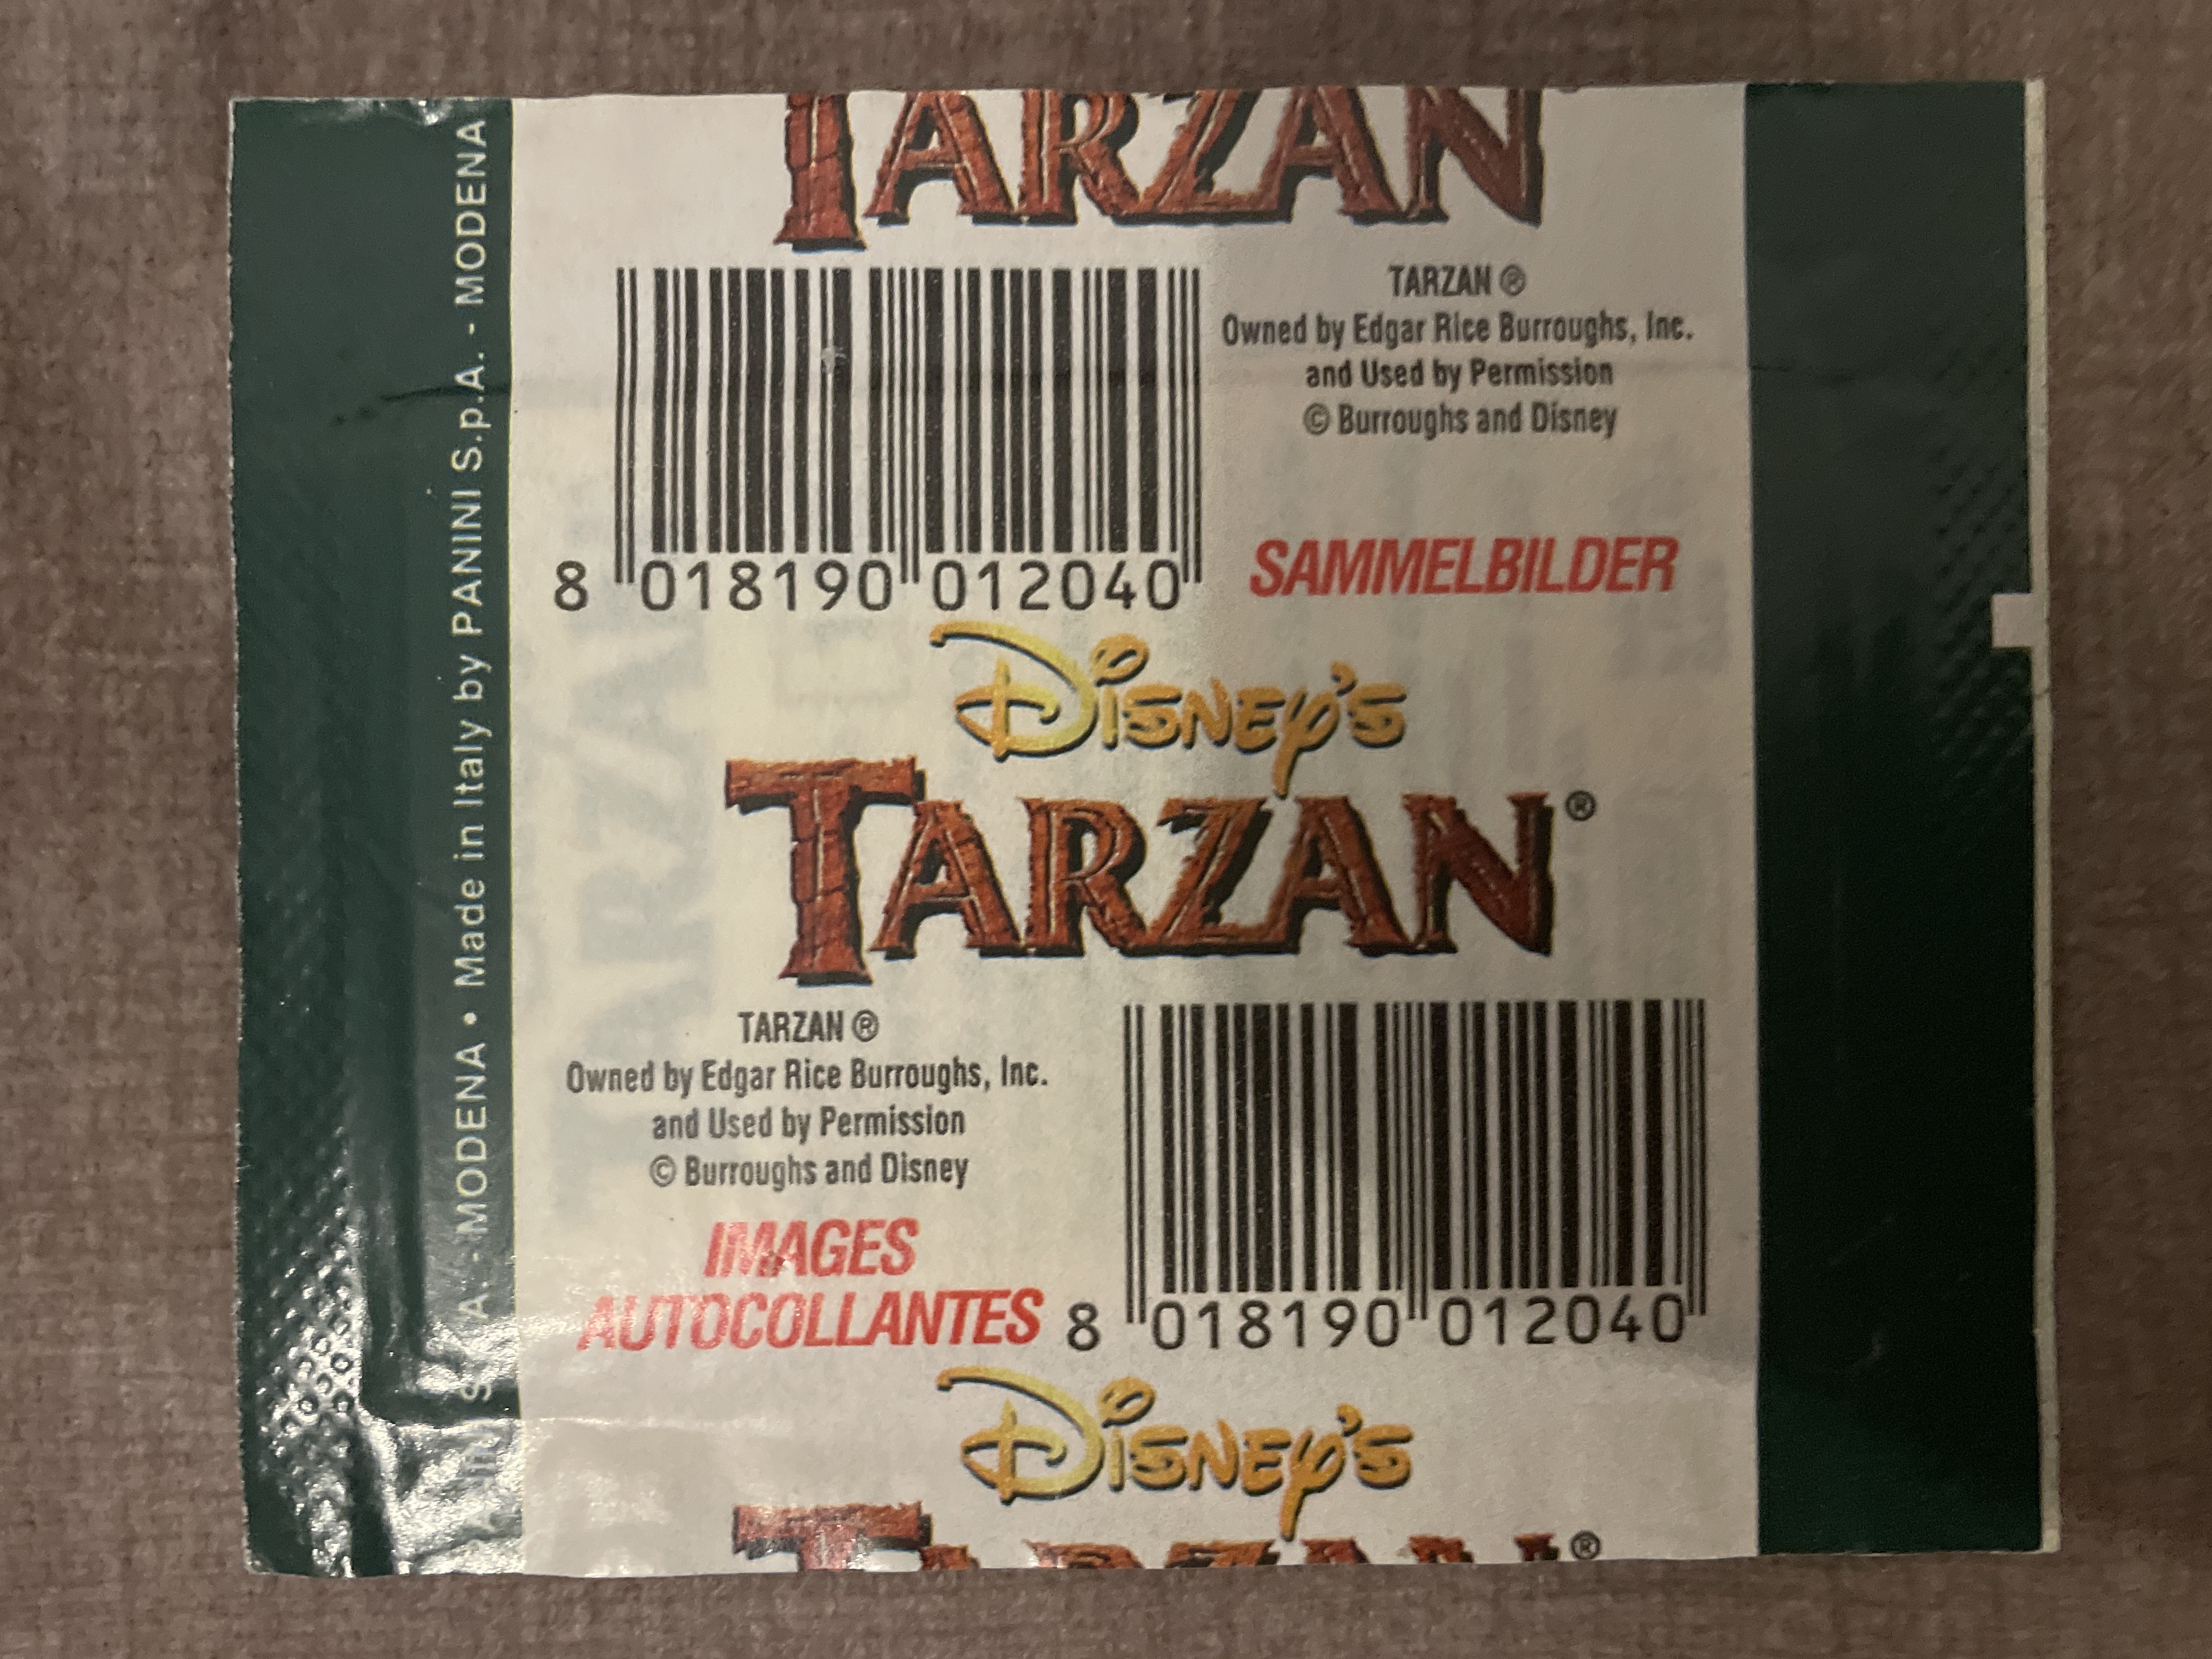 TARZAN
TARZAN ®
Owned by Edgar Rice Burroughs, Inc.
and Used by Permission
© Burroughs and Disney
SAMMELBILDER
8 018190 012040
DISNEY'S
TARZAN®
TARZAN ®
Owned by Edgar Rice Burroughs, Inc.
and Used by Permission
© Burroughs and Disney
IMAGES
AUTOCOLLANTES
8 018190 012040
DISNEY'S
TARZAN®
S.p.A. - MODENA • Made in Italy by PANINI S.p.A. - MODENA